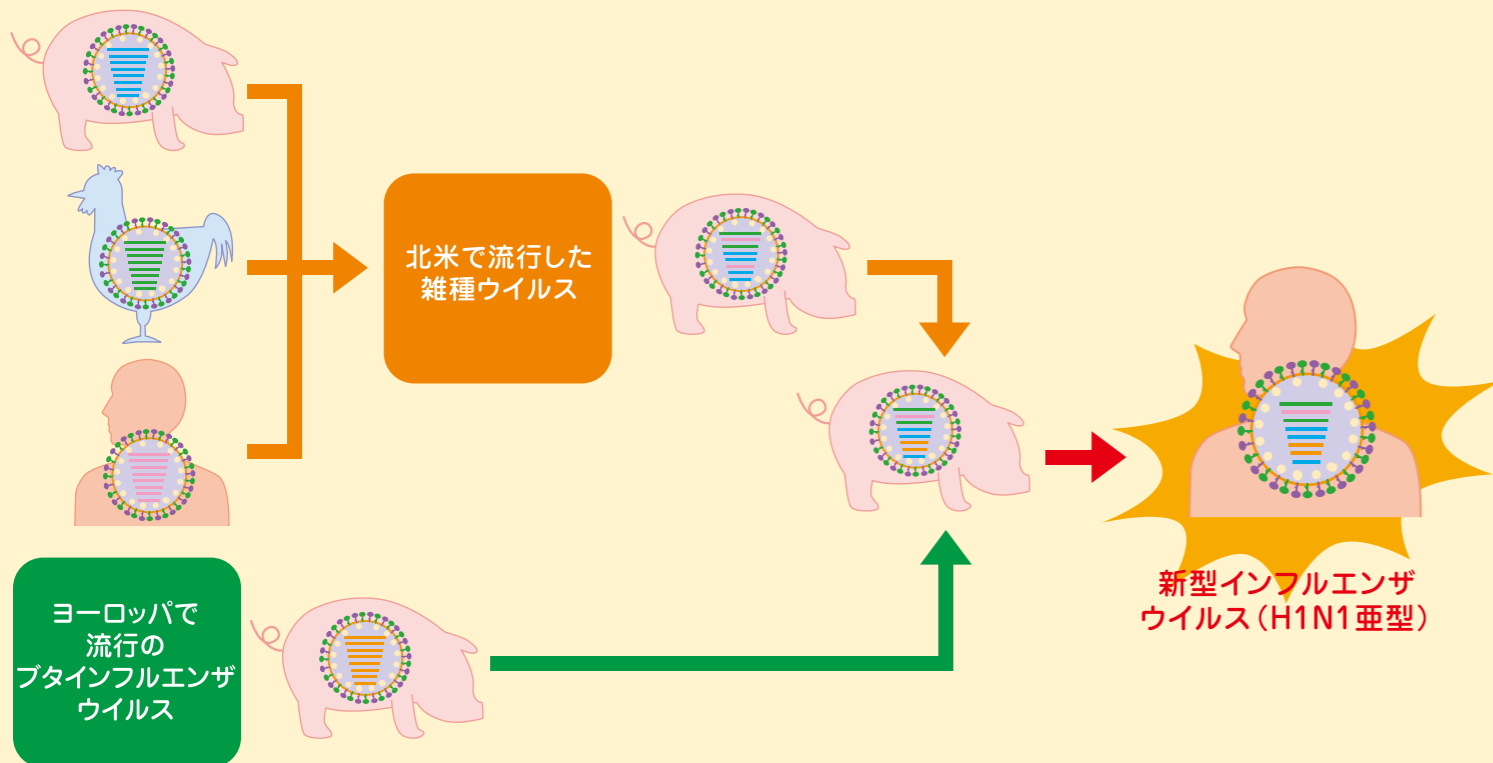 北米で流行した
雑種ウイルス
ヨーロッパで
流行の
ブタインフルエンザ
ウイルス
新型インフルエンザ
ウイルス（H1N1亜型）